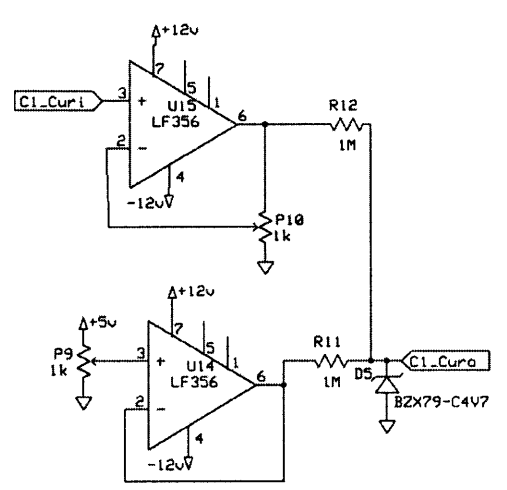 +12v
7
C1_Curi
3
+
5
U15
1
LF356
6
R12
1M
2
-
4
-12v
P10
1k
+12v
+5v
7
P9
1k
3
+
5
U14
1
LF356
6
R11
1M
C1_Curo
D5
BZX79-C4V7
2
-
4
-12v